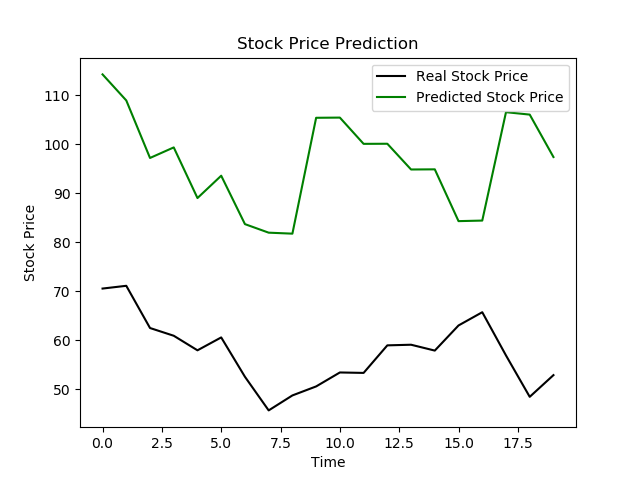 Stock Price Prediction
Real Stock Price
Predicted Stock Price
110
100
90
80
70
60
50
Stock Price
0.0 2.5 5.0 7.5 10.0 12.5 15.0 17.5
Time